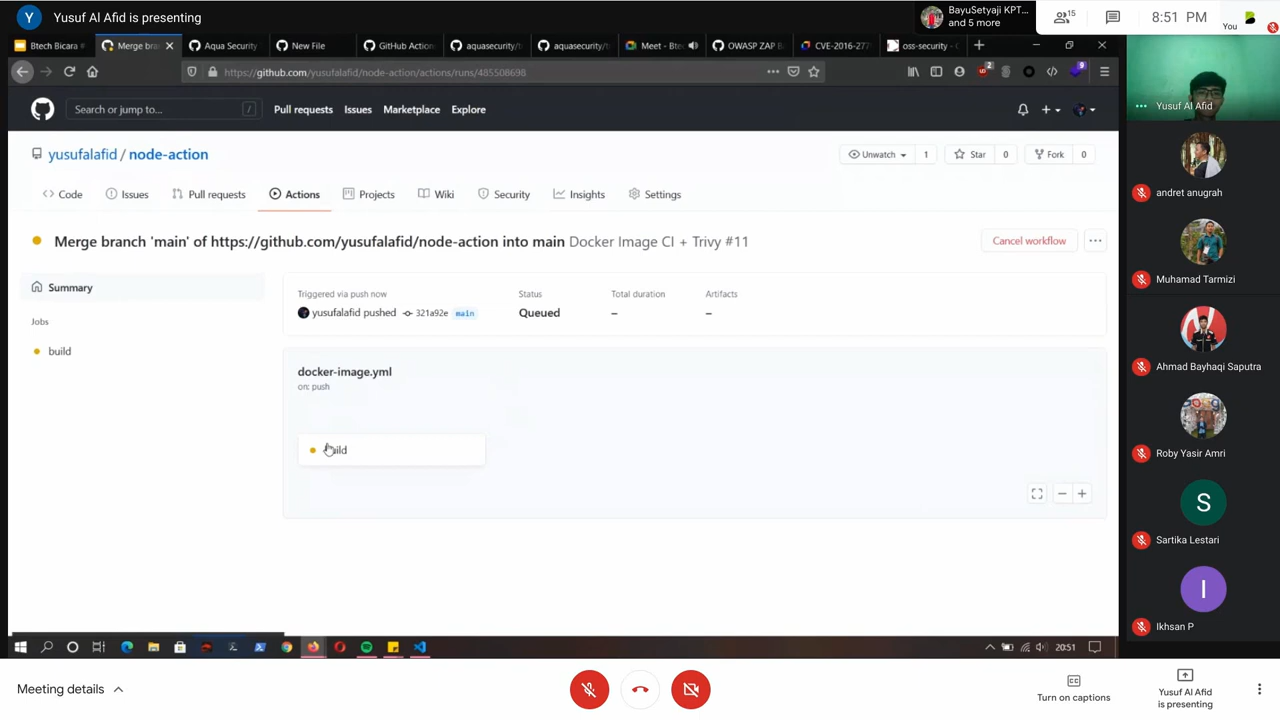 Y
Yusuf Al Afid is presenting
BayuSetyaji KPT...
and 5 more
15
8:51 PM
You
Btech Bicara
Merge bra
Aqua Security
New File
GitHub Action
aquasecurity/t
aquasecurity/t
Meet - Bte
OWASP ZAP B
CVE-2016-277
oss-security -
https://github.com/yusufalafid/node-action/actions/runs/485508698
2
9
Search or jump to...
/
Pull requests
Issues
Marketplace
Explore
yusufalafid / node-action
Unwatch
1
Star
0
Fork
0
Code
Issues
Pull requests
Actions
Projects
Wiki
Security
Insights
Settings
Merge branch 'main' of https://github.com/yusufalafid/node-action into main Docker Image CI + Trivy #11
Cancel workflow
Summary
Jobs
build
Triggered via push now
yusufalafid pushed 321a92e main
Status
Queued
Total duration
–
Artifacts
–
docker-image.yml
on: push
build
20:51
Yusuf Al Afid
andret anugrah
Muhamad Tarmizi
Ahmad Bayhaqi Saputra
Roby Yasir Amri
S
Sartika Lestari
I
Ikhsan P
Meeting details
Turn on captions
Yusuf Al Afid
is presenting